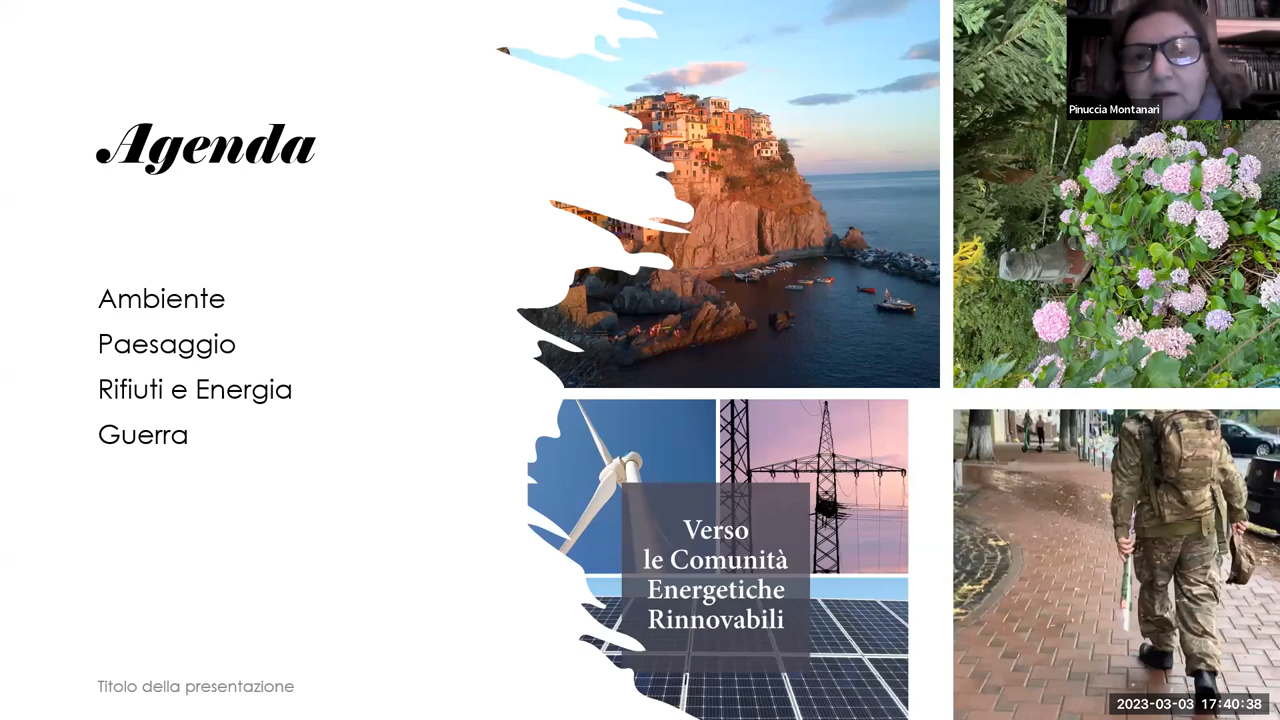 Agenda
Ambiente
Paesaggio
Rifiuti e Energia
Guerra
Titolo della presentazione
Verso
le Comunità
Energetiche
Rinnovabili
Pinuccia Montanari
2023-03-03 17:40:38